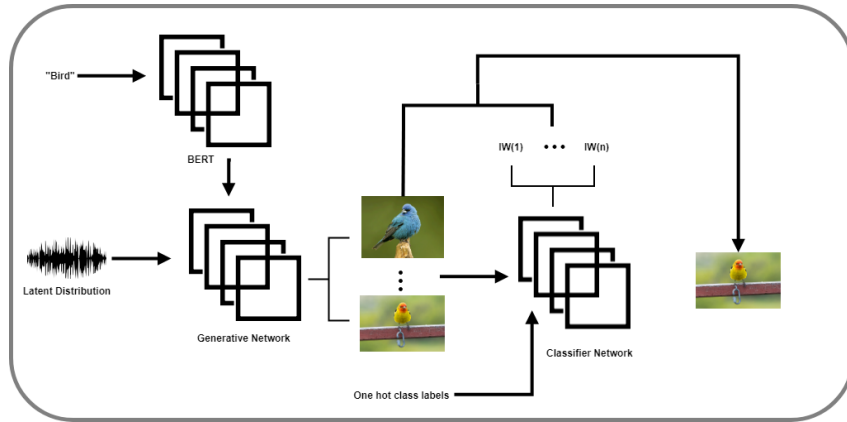 "Bird"
BERT
IW(1)
IW(n)
Latent Distribution
Generative Network
Classifier Network
One hot class labels